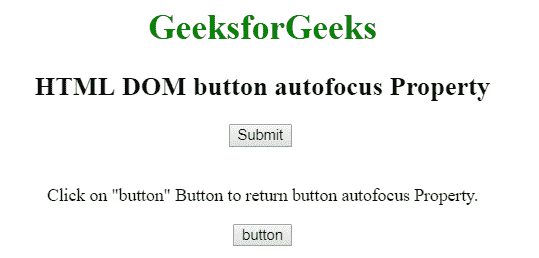 GeeksforGeeks
HTML DOM button autofocus Property
Submit
Click on "button" Button to return button autofocus Property.
button